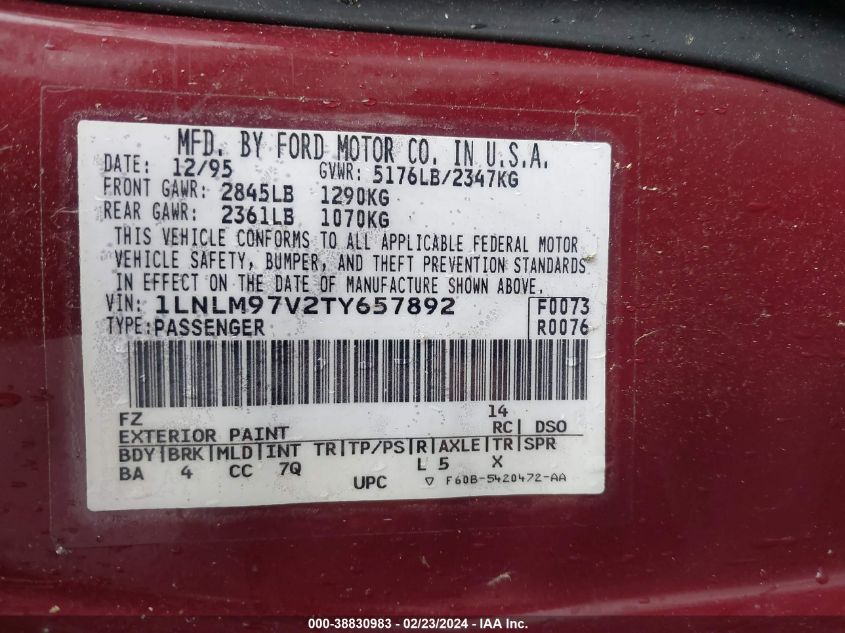 MFD. BY FORD MOTOR CO. IN U.S.A.
DATE: 12/95 GVWR: 5176LB/2347KG
FRONT GAWR: 2845LB 1290KG
REAR GAWR: 2361LB 1070KG
THIS VEHICLE CONFORMS TO ALL APPLICABLE FEDERAL MOTOR
VEHICLE SAFETY, BUMPER, AND THEFT PREVENTION STANDARDS
IN EFFECT ON THE DATE OF MANUFACTURE SHOWN ABOVE.
VIN: 1LNLM97V2TY657892 F0073
TYPE: PASSENGER R0076
FZ 14
EXTERIOR PAINT RC| DSO
BDY|BRK|MLD|INT TR|TP/PS|R|AXLE|TR|SPR
BA 4 CC 7Q L 5 X
UPC ▽ F60B-5420472-AA
000-38830983 - 02/23/2024 - IAA Inc.